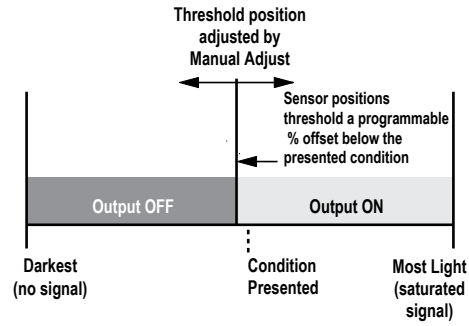 Threshold position
adjusted by
Manual Adjust
Sensor positions
threshold a programmable
% offset below the
presented condition
Output OFF
Output ON
Darkest
(no signal)
Condition
Presented
Most Light
(saturated
signal)